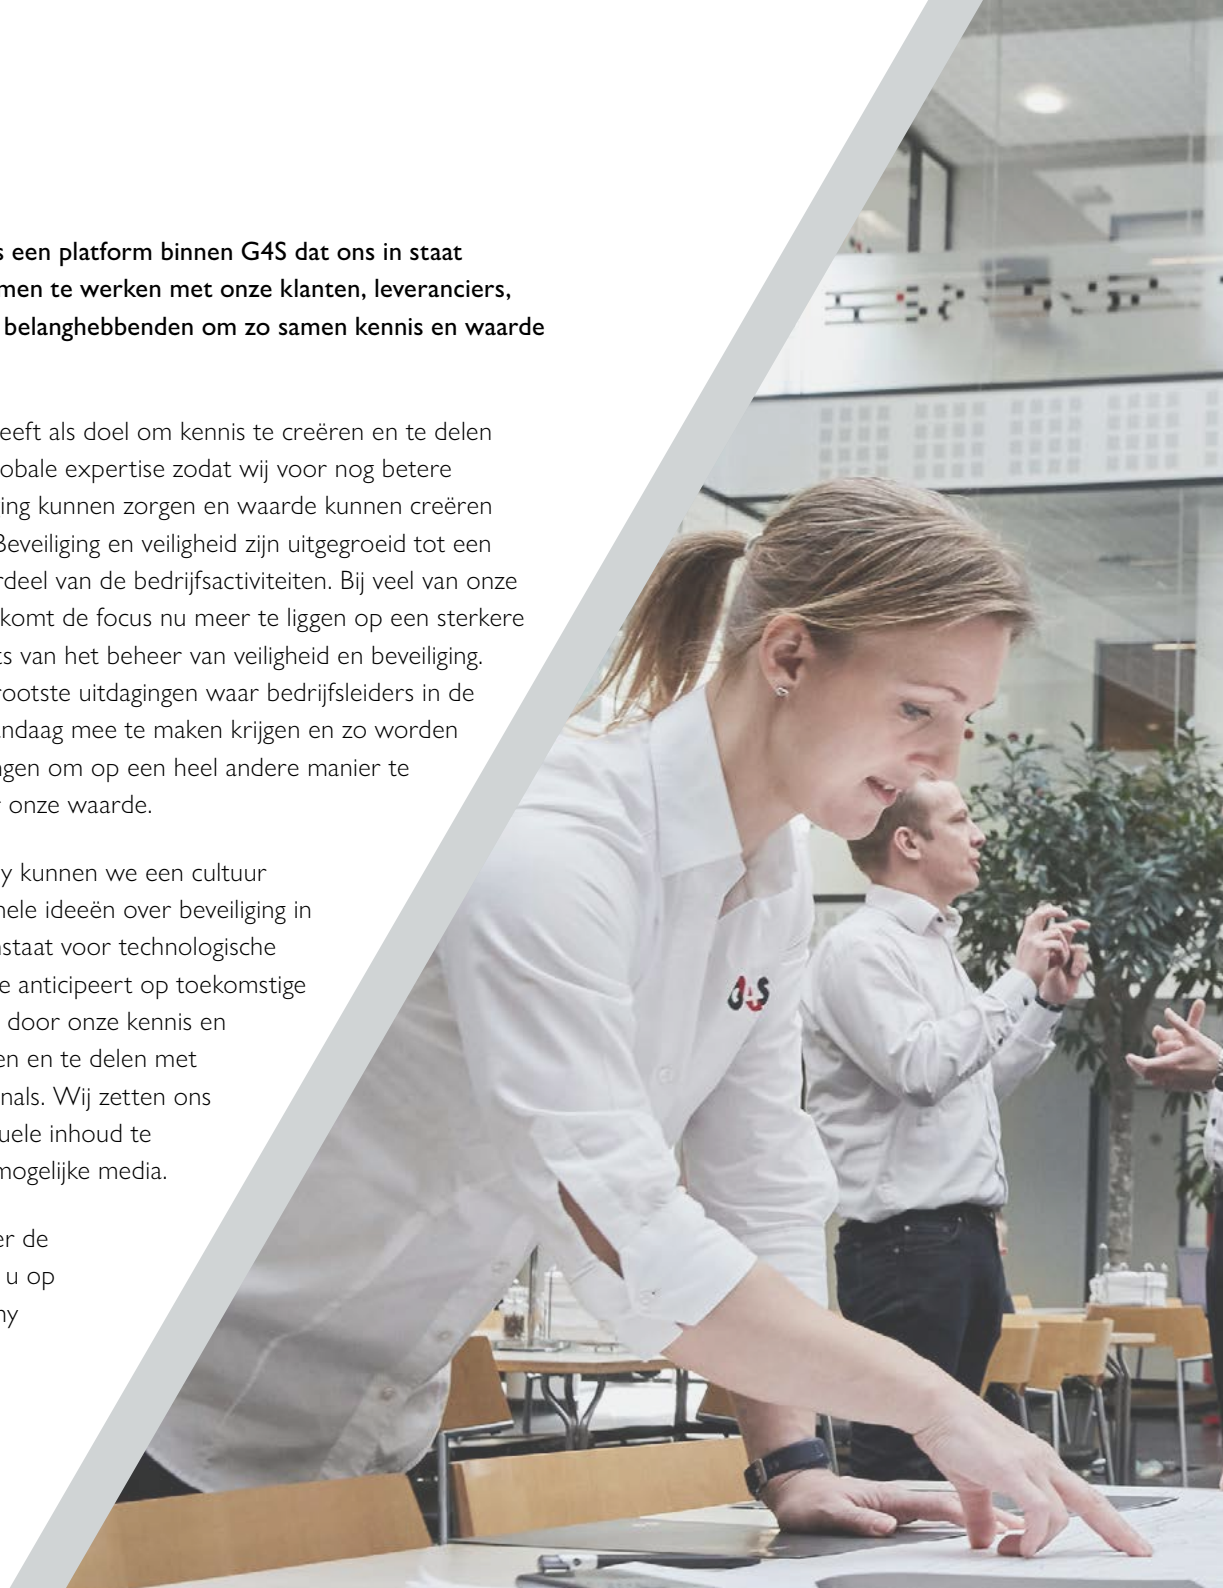 een platform binnen G4S dat ons in staat
men te werken met onze klanten, leveranciers,
belanghebbenden om zo samen kennis en waarde
eeft als doel om kennis te creëren en te delen
obale expertise zodat wij voor nog betere
ing kunnen zorgen en waarde kunnen creëren
Beveiliging en veiligheid zijn uitgegroeid tot een
rdeel van de bedrijfsactiviteiten. Bij veel van onze
komt de focus nu meer te liggen op een sterkere
ts van het beheer van veiligheid en beveiliging.
rootste uitdagingen waar bedrijfsleiders in de
andaag mee te maken krijgen en zo worden
ngen om op een heel andere manier te
onze waarde.
y kunnen we een cultuur
nele ideeën over beveiliging in
nstaat voor technologische
e anticipeert op toekomstige
door onze kennis en
en en te delen met
nals. Wij zetten ons
uele inhoud te
mogelijke media.
er de
u op
ny
G4S